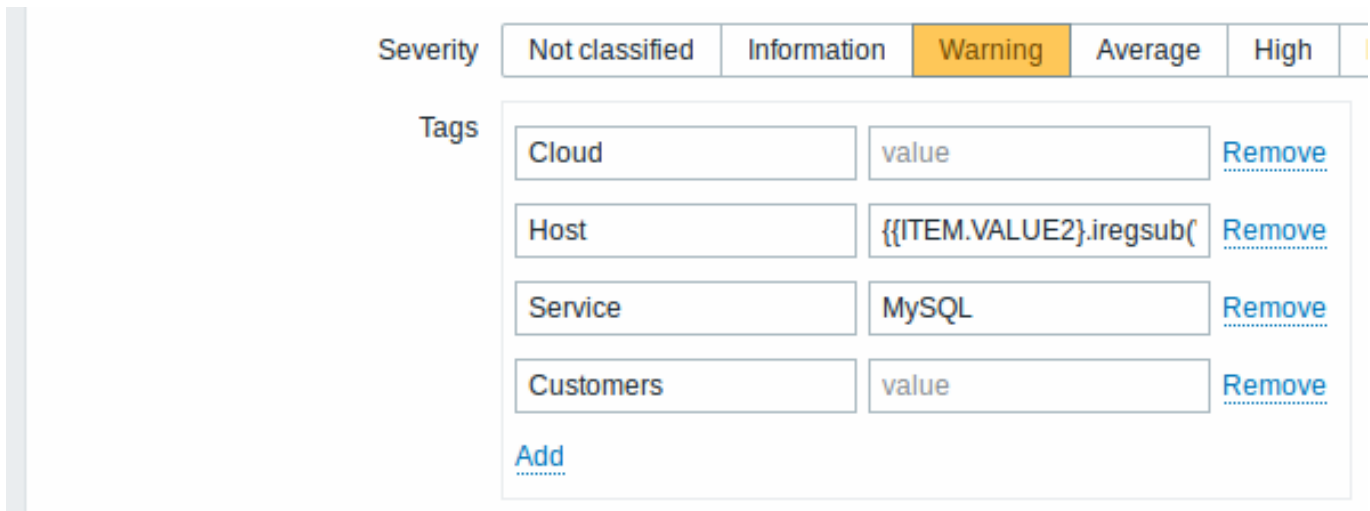 Severity Not classified Information Warning Average High
Tags
Cloud value Remove
Host {{ITEM.VALUE2}.iregsub(' Remove
Service MySQL Remove
Customers value Remove
Add